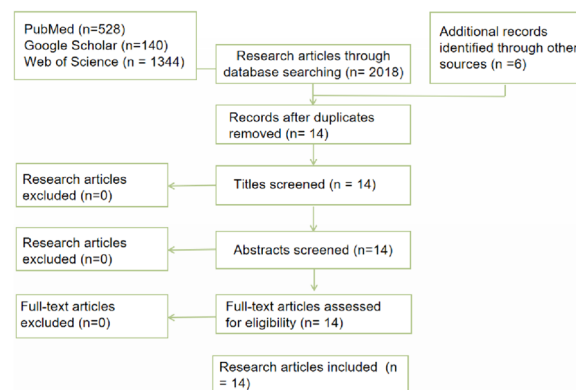 PubMed (n=528)
Google Scholar (n=140)
Web of Science (n = 1344)
Research articles through
database searching (n= 2018)
Additional records
identified through other
sources (n =6)
Records after duplicates
removed (n= 14)
Research articles
excluded (n=0)
Titles screened (n = 14)
Research articles
excluded (n=0)
Abstracts screened (n=14)
Full-text articles
excluded (n=0)
Full-text articles assessed
for eligibility (n= 14)
Research articles included (n
= 14)